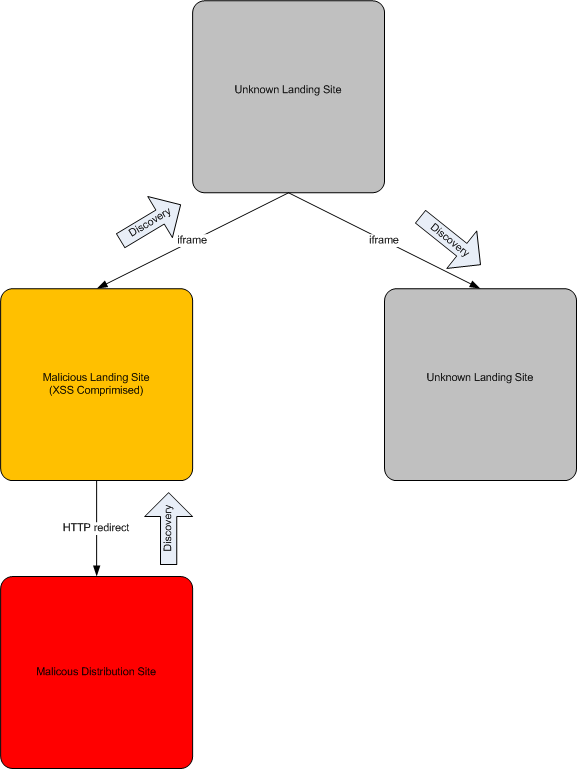 Unknown Landing Site
Discovery
iframe
iframe
Discovery
Malicious Landing Site
(XSS Comprimised)
Unknown Landing Site
HTTP redirect
Discovery
Malicous Distribution Site